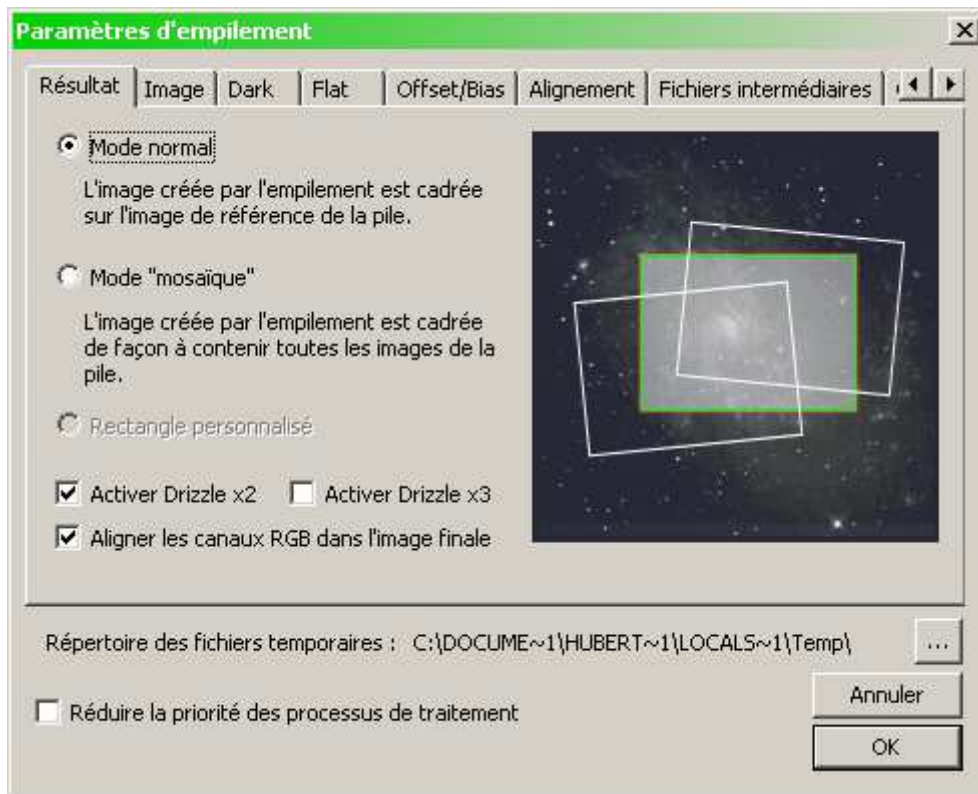 Paramètres d'empilement
Résultat Image Dark Flat Offset/Bias Alignement Fichiers intermédiaires
Mode normal
L'image créée par l'empilement est cadrée
sur l'image de référence de la pile.
Mode "mosaïque"
L'image créée par l'empilement est cadrée
de façon à contenir toutes les images de la
pile.
Rectangle personnalisé
Activer Drizzle x2 Activer Drizzle x3
Aligner les canaux RGB dans l'image finale
Répertoire des fichiers temporaires : C:\DOCUME~1\HUBERT~1\LOCALS~1\Temp\ ...
Réduire la priorité des processus de traitement
Annuler
OK